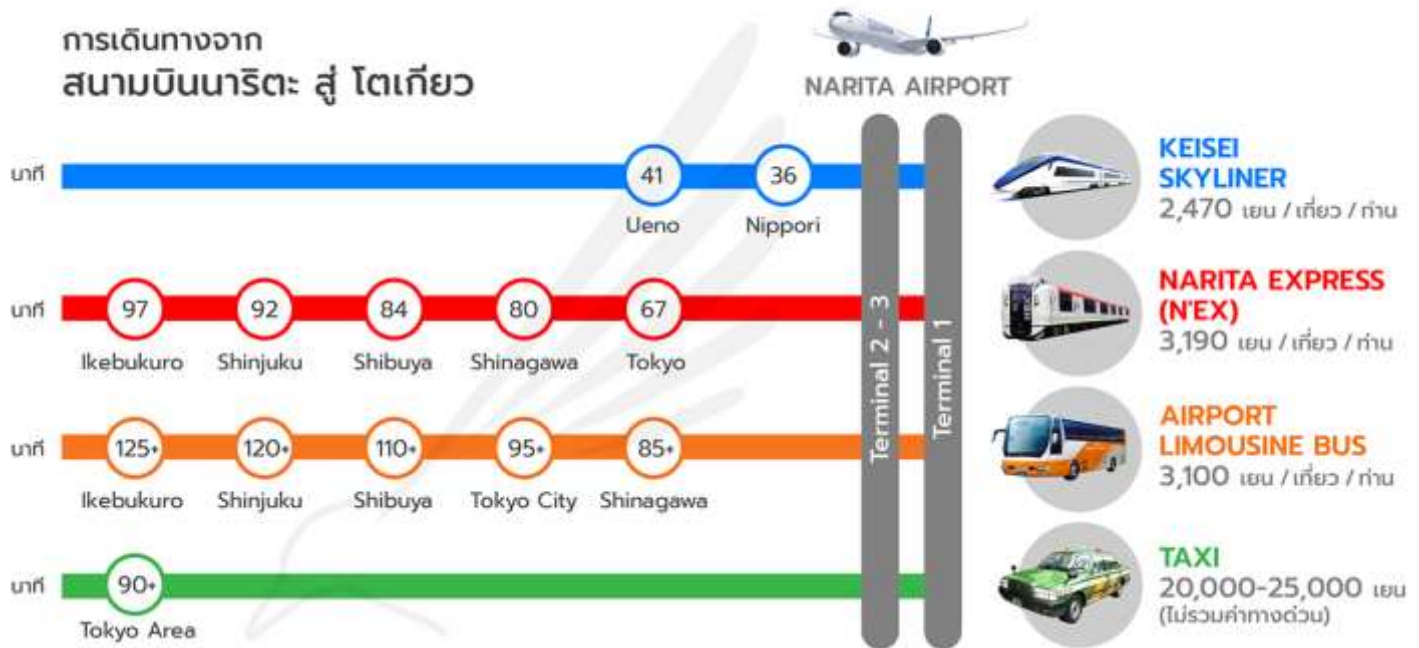 การเดินทางจาก
สนามบินนาริตะ สู่ โตเกียว
NARITA AIRPORT
Terminal 2 - 3
Terminal 1
นาที
41
36
Ueno
Nippori
KEISEI
SKYLINER
2,470 เยน / เที่ยว / ท่าน
นาที
97
92
84
80
67
Ikebukuro
Shinjuku
Shibuya
Shinagawa
Tokyo
NARITA EXPRESS
(N'EX)
3,190 เยน / เที่ยว / ท่าน
นาที
125+
120+
110+
95+
85+
Ikebukuro
Shinjuku
Shibuya
Tokyo City
Shinagawa
AIRPORT
LIMOUSINE BUS
3,100 เยน / เที่ยว / ท่าน
นาที
90+
Tokyo Area
TAXI
20,000-25,000 เยน
(ไม่รวมค่าทางด่วน)